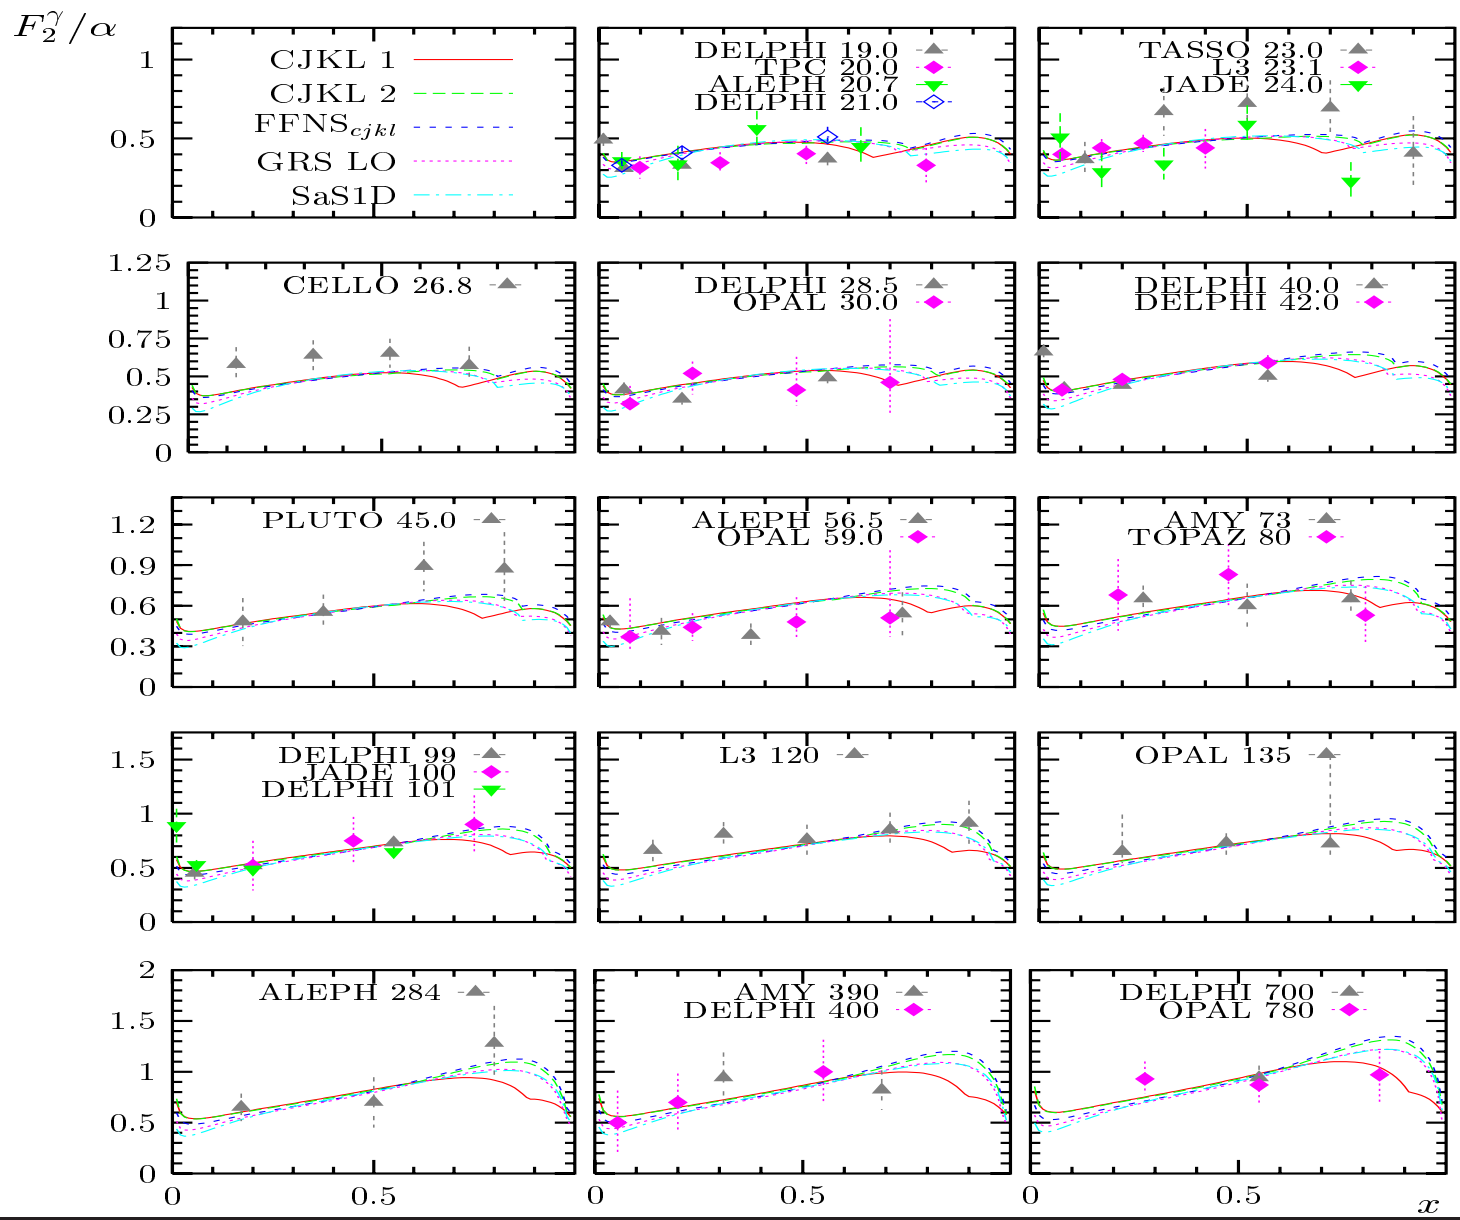 F₂^γ/α
1
0.5
0
CJKL 1
CJKL 2
FFNS_cjkl
GRS LO
SaS1D
DELPHI 19.0
TPC 20.0
ALEPH 20.7
DELPHI 21.0
TASSO 23.0
L3 23.1
JADE 24.0
1.25
1
0.75
0.5
0.25
0
CELLO 26.8
DELPHI 28.5
OPAL 30.0
DELPHI 40.0
DELPHI 42.0
1.2
0.9
0.6
0.3
0
PLUTO 45.0
ALEPH 56.5
OPAL 59.0
AMY 73
TOPAZ 80
1.5
1
0.5
0
DELPHI 99
JADE 100
DELPHI 101
L3 120
OPAL 135
2
1.5
1
0.5
0
ALEPH 284
AMY 390
DELPHI 400
DELPHI 700
OPAL 780
0 0.5 0 0.5 0 0.5 x